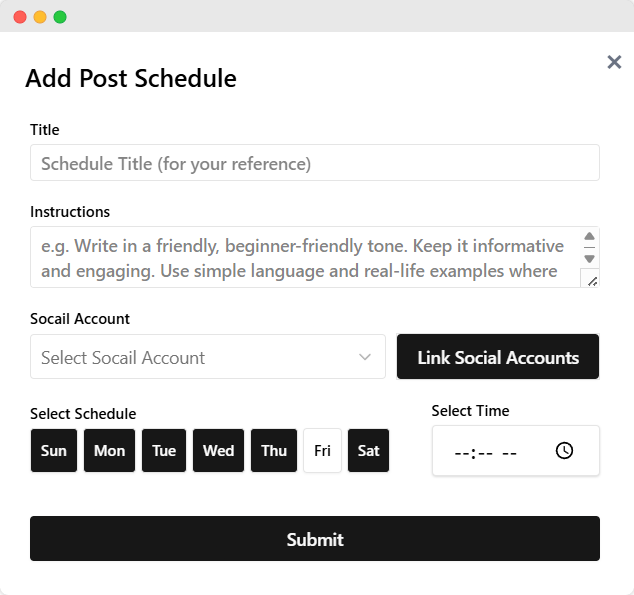 Add Post Schedule
Title
Schedule Title (for your reference)
Instructions
e.g. Write in a friendly, beginner-friendly tone. Keep it informative
and engaging. Use simple language and real-life examples where
Socail Account
Select Socail Account
Link Social Accounts
Select Schedule
Select Time
Sun Mon Tue Wed Thu Fri Sat
--:-- --
Submit